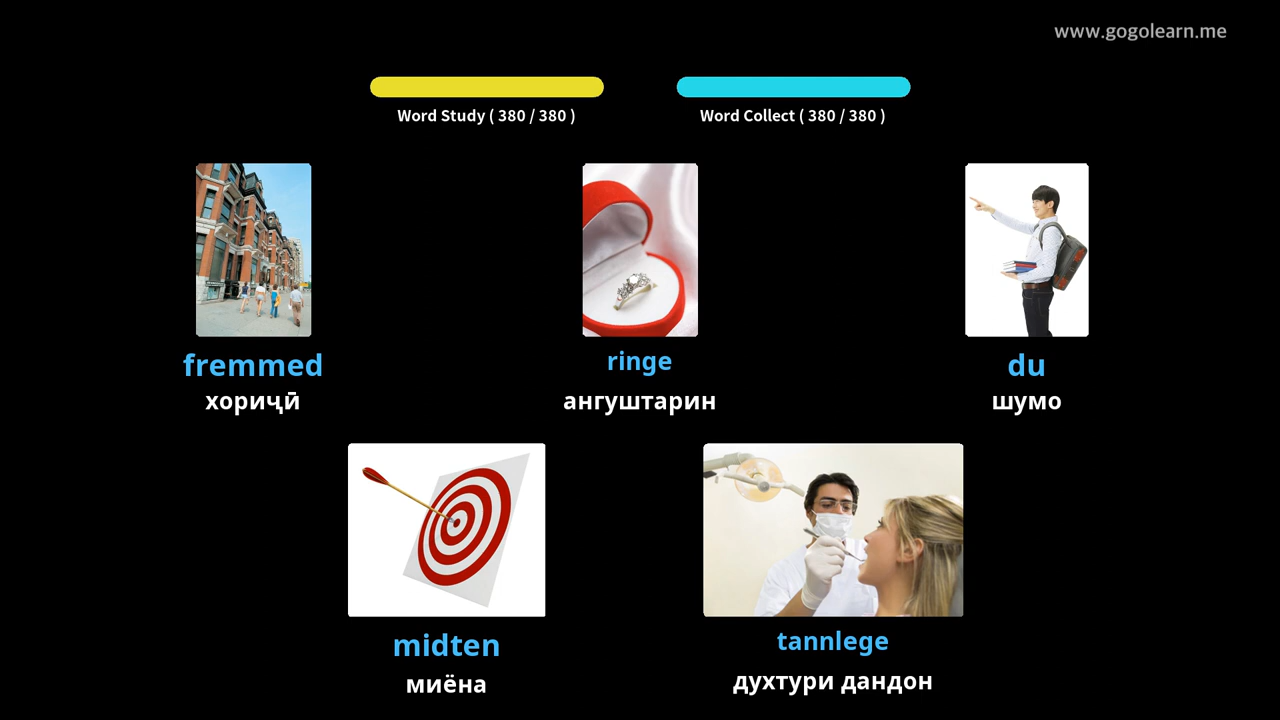 www.gogolearn.me
Word Study ( 380 / 380 )
Word Collect ( 380 / 380 )
fremmed
хориҷӣ
ringe
ангуштарин
du
шумо
midten
миёна
tannlege
духтури дандон